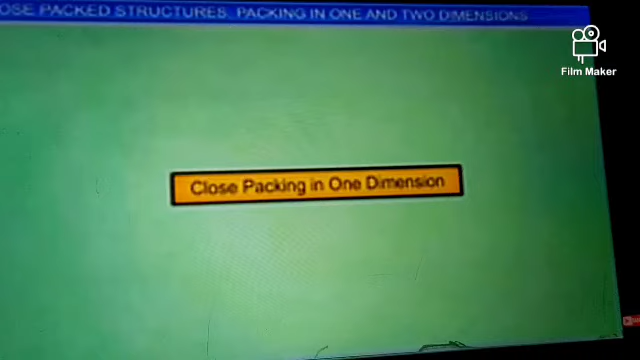 OSE PACKED STRUCTURES: PACKING IN ONE AND TWO DIMENSIONS
Film Maker
Close Packing in One Dimension